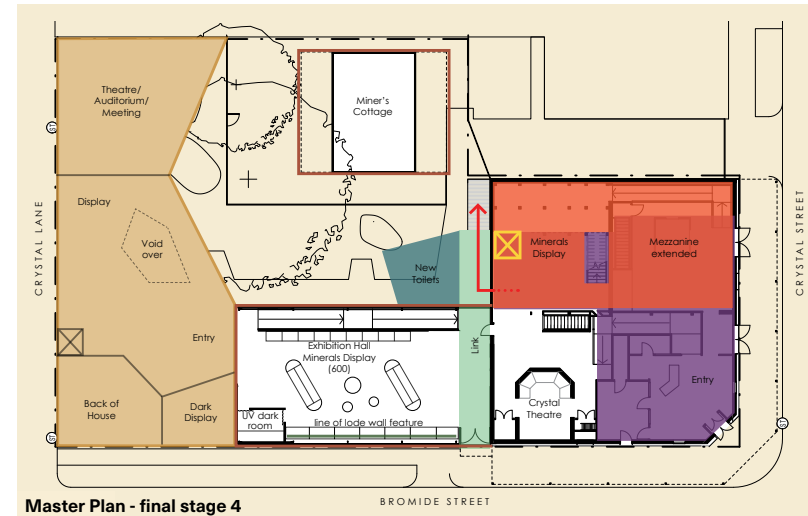 Theatre/
Auditorium/
Meeting
Miner's
Cottage
Display
Void
over
New
Toilets
Minerals
Display
Mezzanine
extended
CRYSTAL LANE
CRYSTAL STREET
Entry
Exhibition Hall
Minerals Display
(600)
Link
Entry
Back of
House
Dark
Display
UV dark
room
line of lode wall feature
Crystal
Theatre
Master Plan - final stage 4
BROMIDE STREET